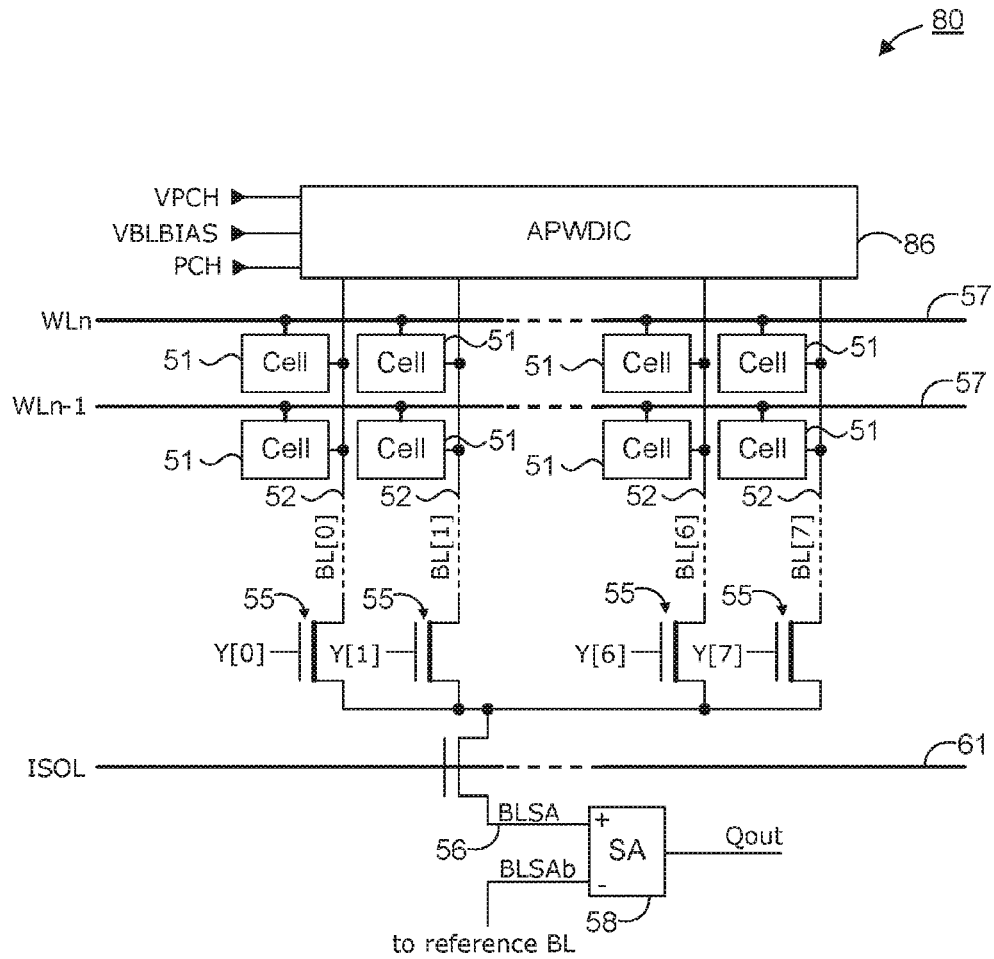 80
VPCH
VBLBIAS
PCH
APWDIC
86
WLn
57
51 Cell Cell 51 51 Cell Cell 51
WLn-1
57
51 Cell Cell 51 51 Cell Cell 51
52 52 52 52
BL[0] BL[1] BL[6] BL[7]
55 55 55 55
Y[0] Y[1] Y[6] Y[7]
ISOL
61
BLSA
56
+
SA
Qout
BLSAb
-
58
to reference BL